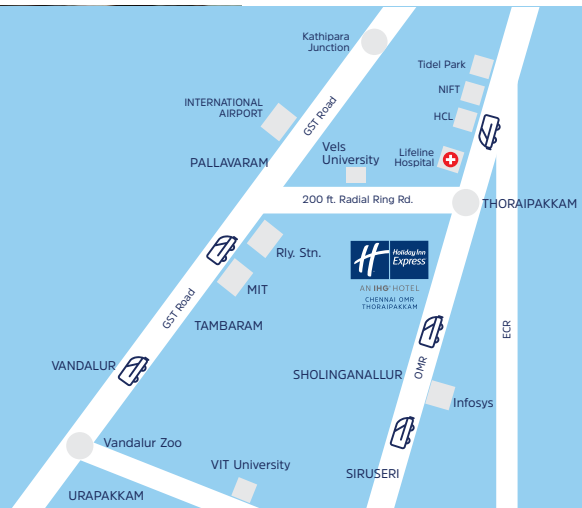 Kathipara
Junction
Tidel Park
NIFT
INTERNATIONAL
AIRPORT
GST Road
HCL
Vels
University
Lifeline
Hospital
PALLAVARAM
200 ft. Radial Ring Rd.
THORAIPAKKAM
Rly. Stn.
H
Holiday Inn
Express
AN IHG® HOTEL
CHENNAI OMR
THORAIPAKKAM
MIT
GST Road
TAMBARAM
ECR
VANDALUR
SHOLINGANALLUR
OMR
Infosys
Vandalur Zoo
VIT University
SIRUSERI
URAPAKKAM